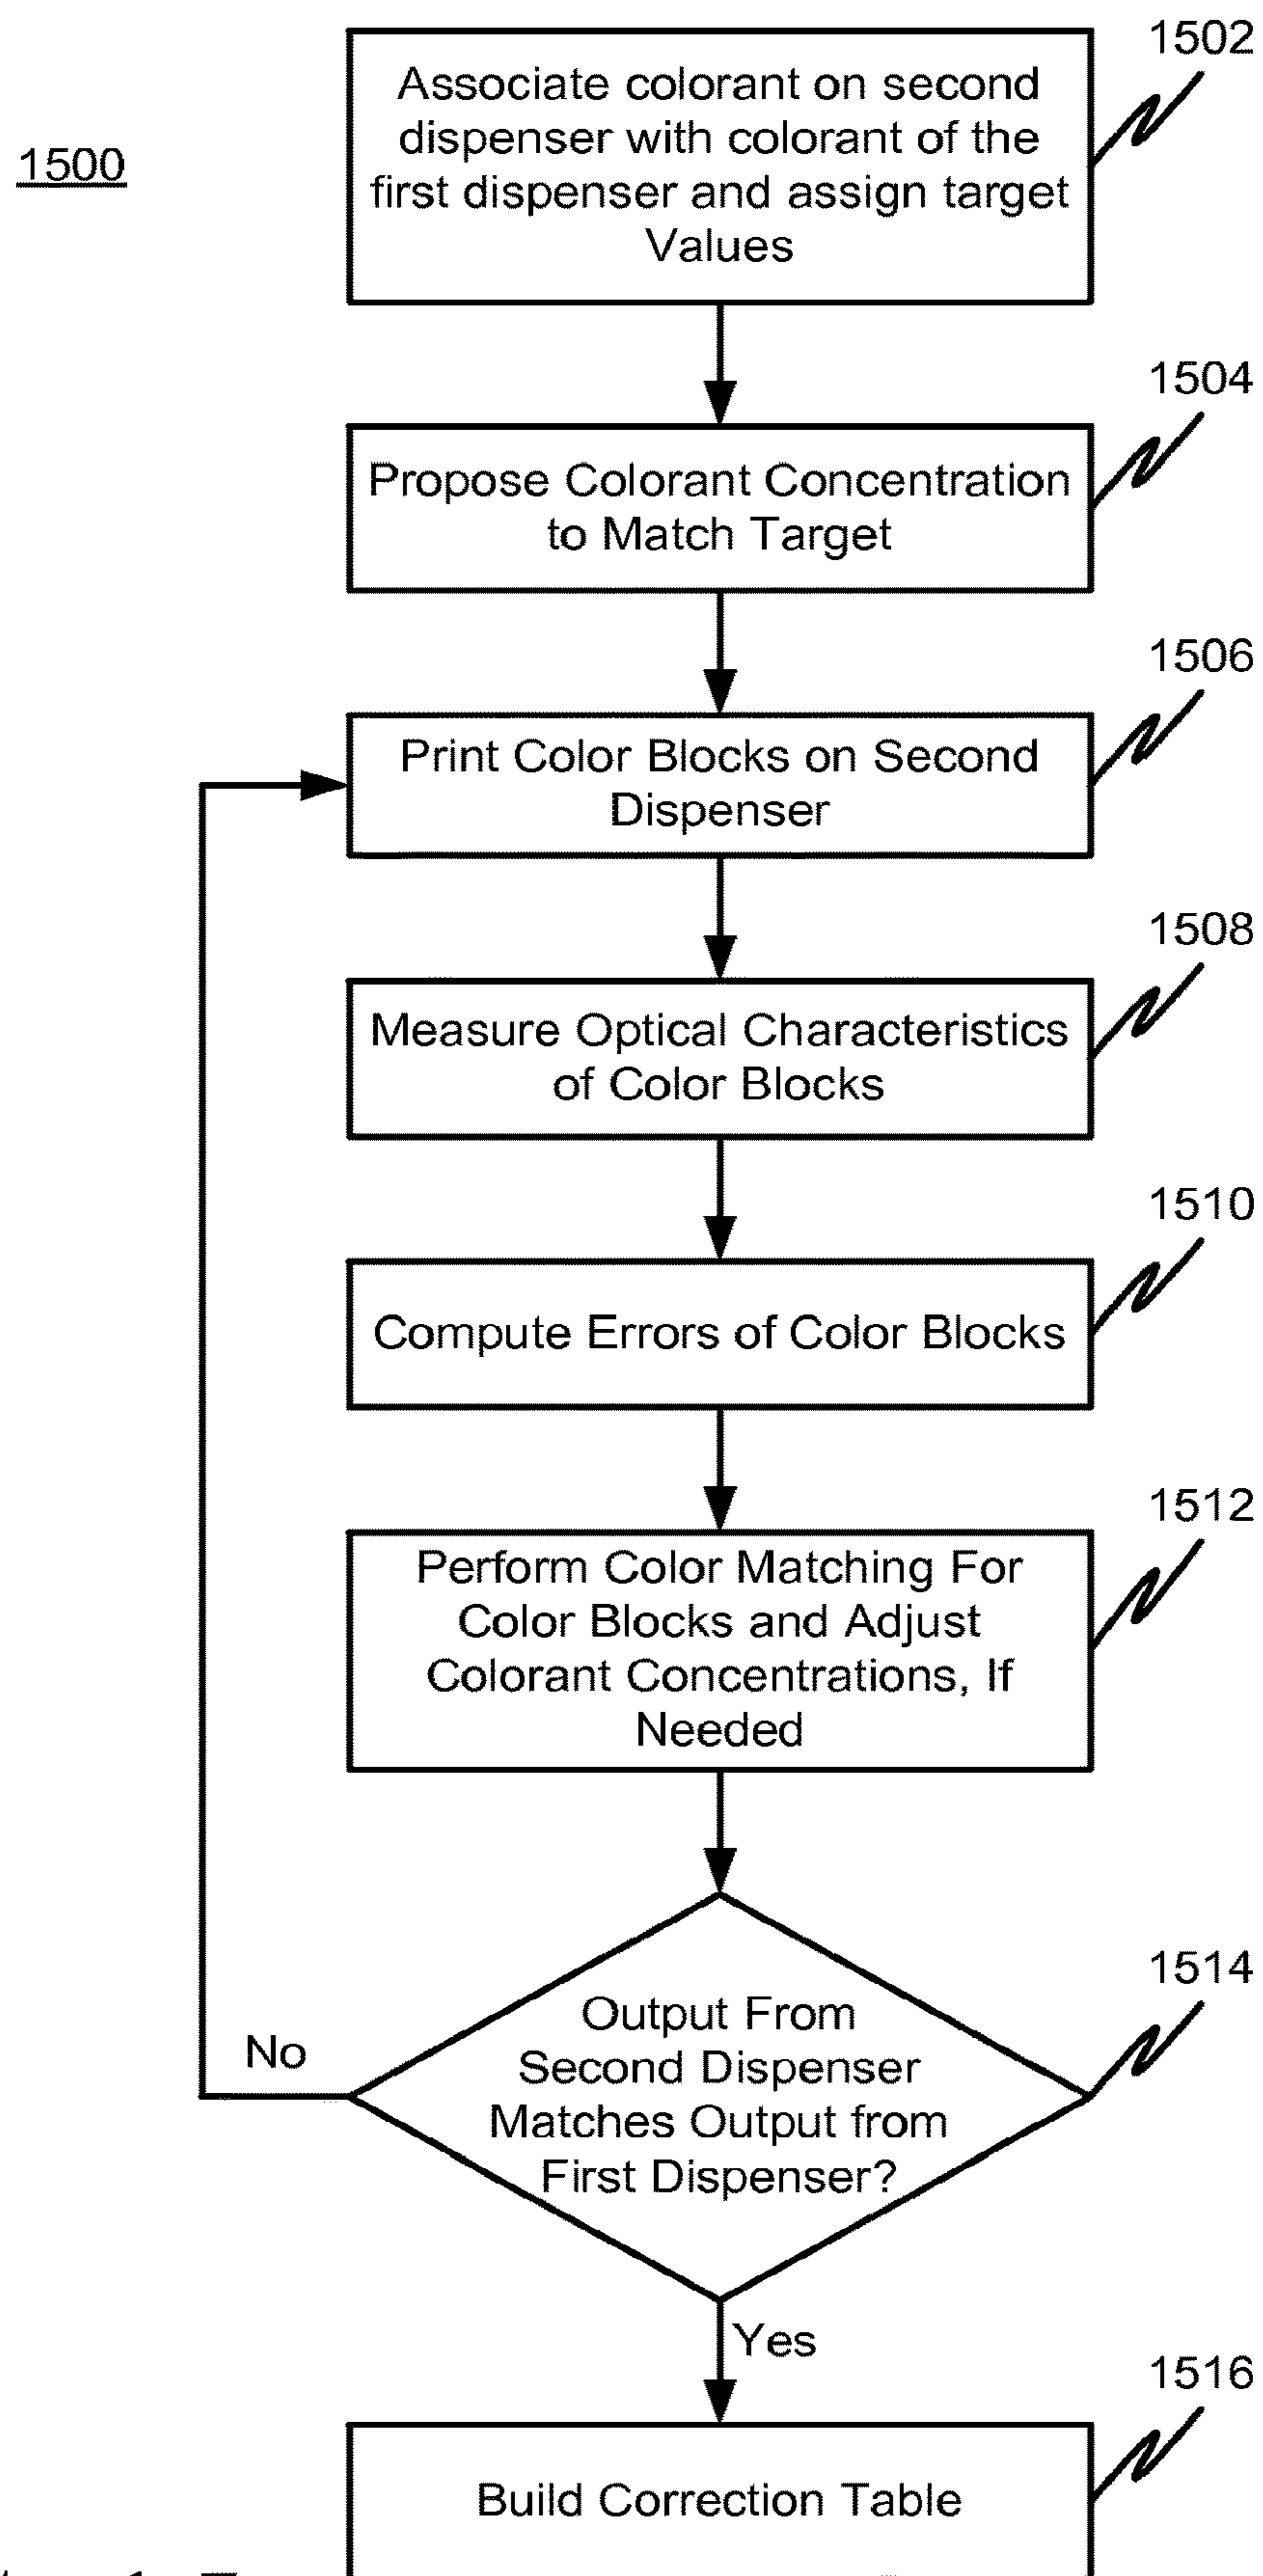 1500
1502
Associate colorant on second
dispenser with colorant of the
first dispenser and assign target
Values
1504
Propose Colorant Concentration
to Match Target
1506
Print Color Blocks on Second
Dispenser
1508
Measure Optical Characteristics
of Color Blocks
1510
Compute Errors of Color Blocks
1512
Perform Color Matching For
Color Blocks and Adjust
Colorant Concentrations, If
Needed
1514
Output From
Second Dispenser
Matches Output from
First Dispenser?
No
Yes
1516
Build Correction Table